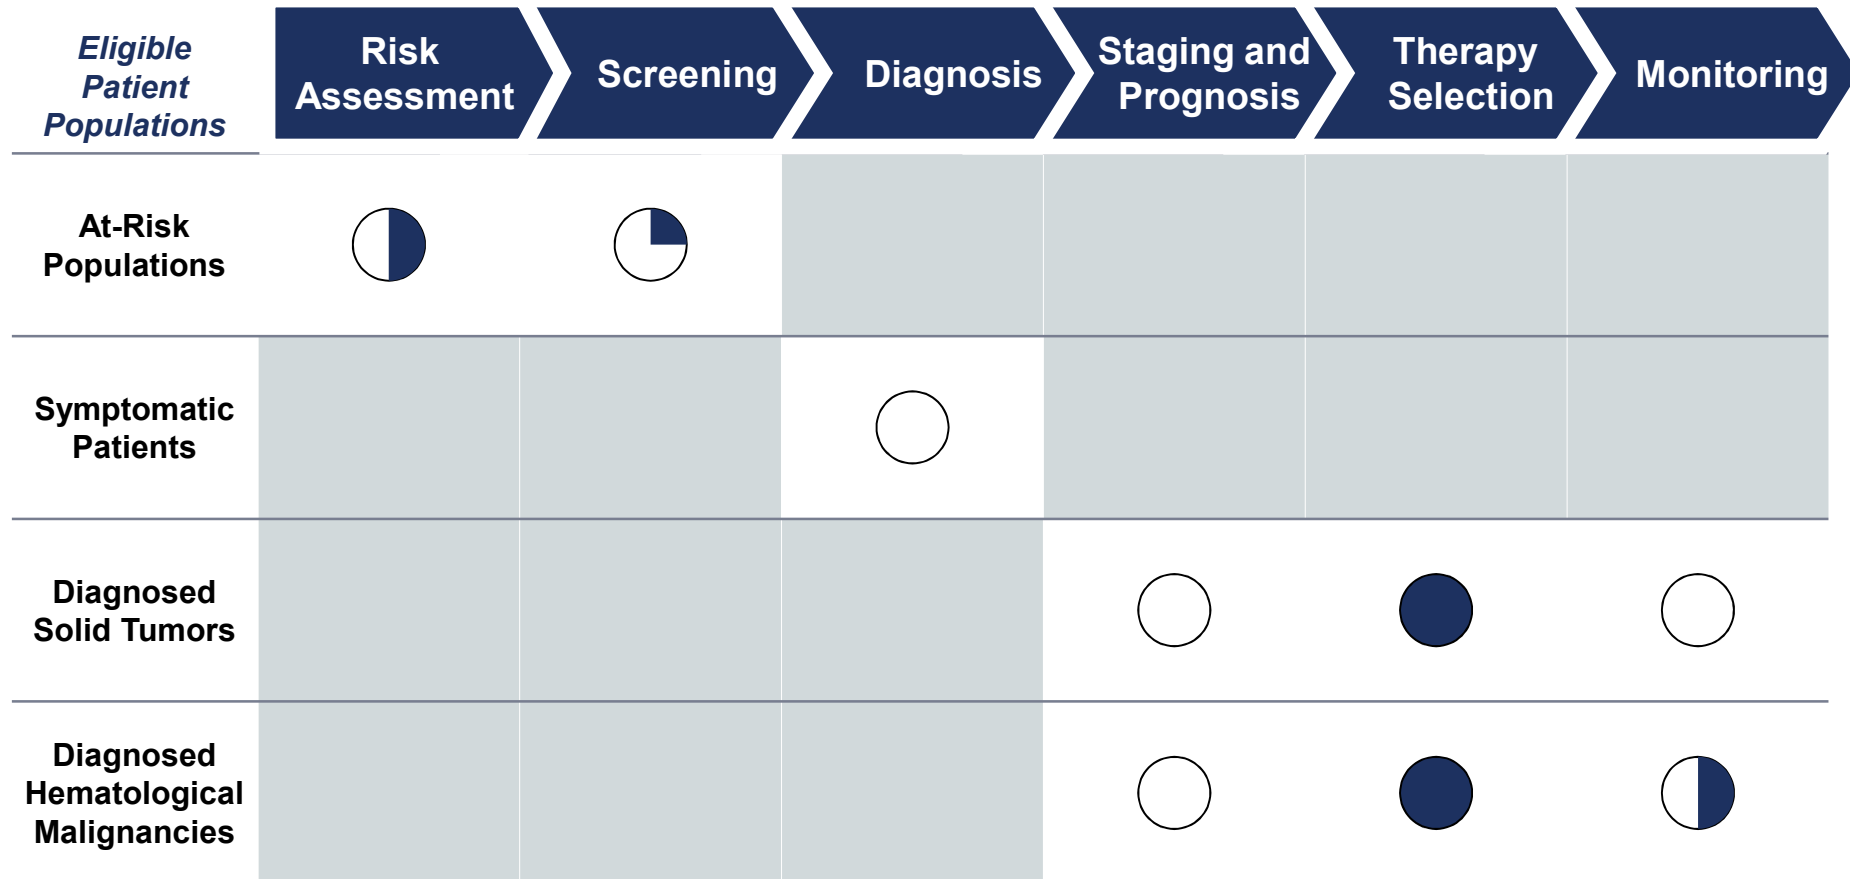 Eligible
Patient
Populations
Risk
Assessment
Screening
Diagnosis
Staging and
Prognosis
Therapy
Selection
Monitoring
At-Risk
Populations
Symptomatic
Patients
Diagnosed
Solid Tumors
Diagnosed
Hematological
Malignancies